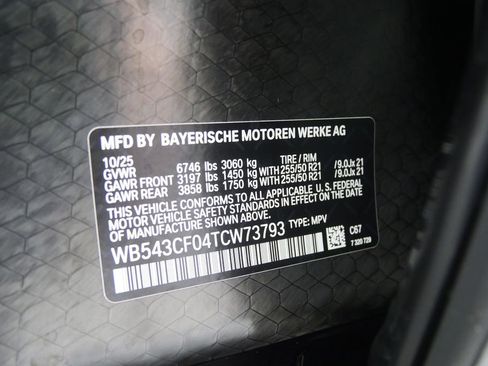 MFD BY BAYERISCHE MOTOREN WERKE AG
10/25
GVWR 6746 lbs 3060 kg TIRE / RIM
GAWR FRONT 3197 lbs 1450 kg WITH 255/50 R21 /9.0Jx 21
GAWR REAR 3858 lbs 1750 kg WITH 255/50 R21 /9.0Jx 21
THIS VEHICLE CONFORMS TO ALL APPLICABLE U.S. FEDERAL
MOTOR VEHICLE SAFETY STANDARDS IN EFFECT ON THE DATE
OF MANUFACTURE SHOWN ABOVE.
WB543CF04TCW73793 TYPE: MPV
C67
7 320 729